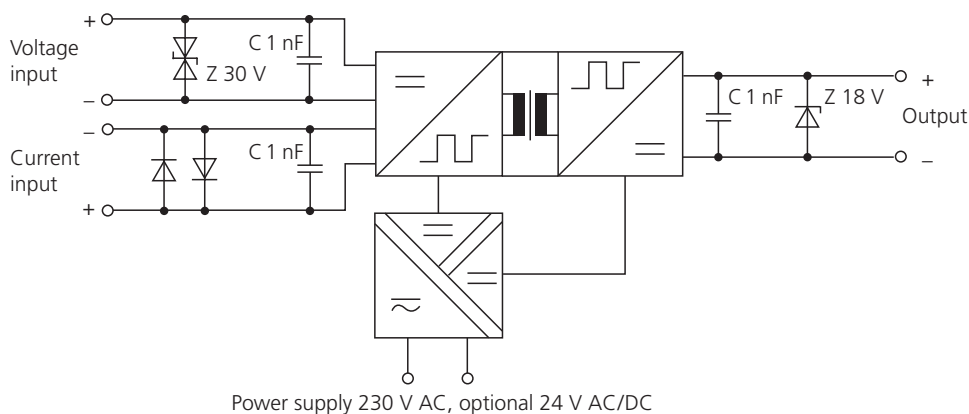 +
Voltage
input
C 1 nF
Z 30 V
–
–
Current
input
C 1 nF
+
C 1 nF
Z 18 V
+
Output
–
Power supply 230 V AC, optional 24 V AC/DC